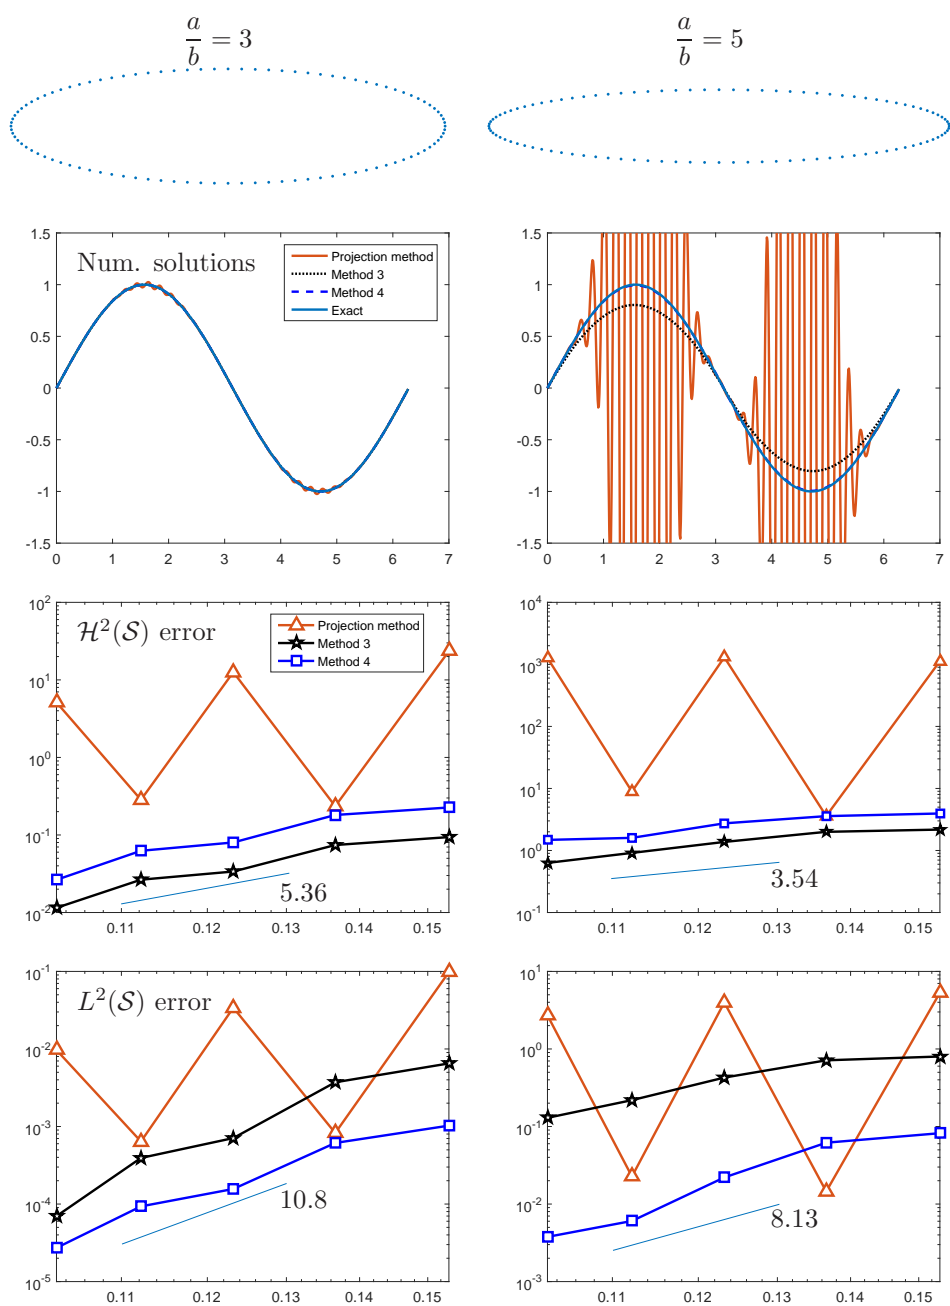 a/b = 3
a/b = 5
Num. solutions
Projection method
Method 3
Method 4
Exact
1.5
1
0.5
0
-0.5
-1
-1.5
0 1 2 3 4 5 6 7
1.5
1
0.5
0
-0.5
-1
-1.5
0 1 2 3 4 5 6 7
H²(S) error
Projection method
Method 3
Method 4
10²
10¹
10⁰
10⁻¹
10⁻²
5.36
0.11 0.12 0.13 0.14 0.15
10⁴
10³
10²
10¹
10⁰
10⁻¹
3.54
0.11 0.12 0.13 0.14 0.15
L²(S) error
10⁻¹
10⁻²
10⁻³
10⁻⁴
10⁻⁵
10.8
0.11 0.12 0.13 0.14 0.15
10¹
10⁰
10⁻¹
10⁻²
10⁻³
8.13
0.11 0.12 0.13 0.14 0.15